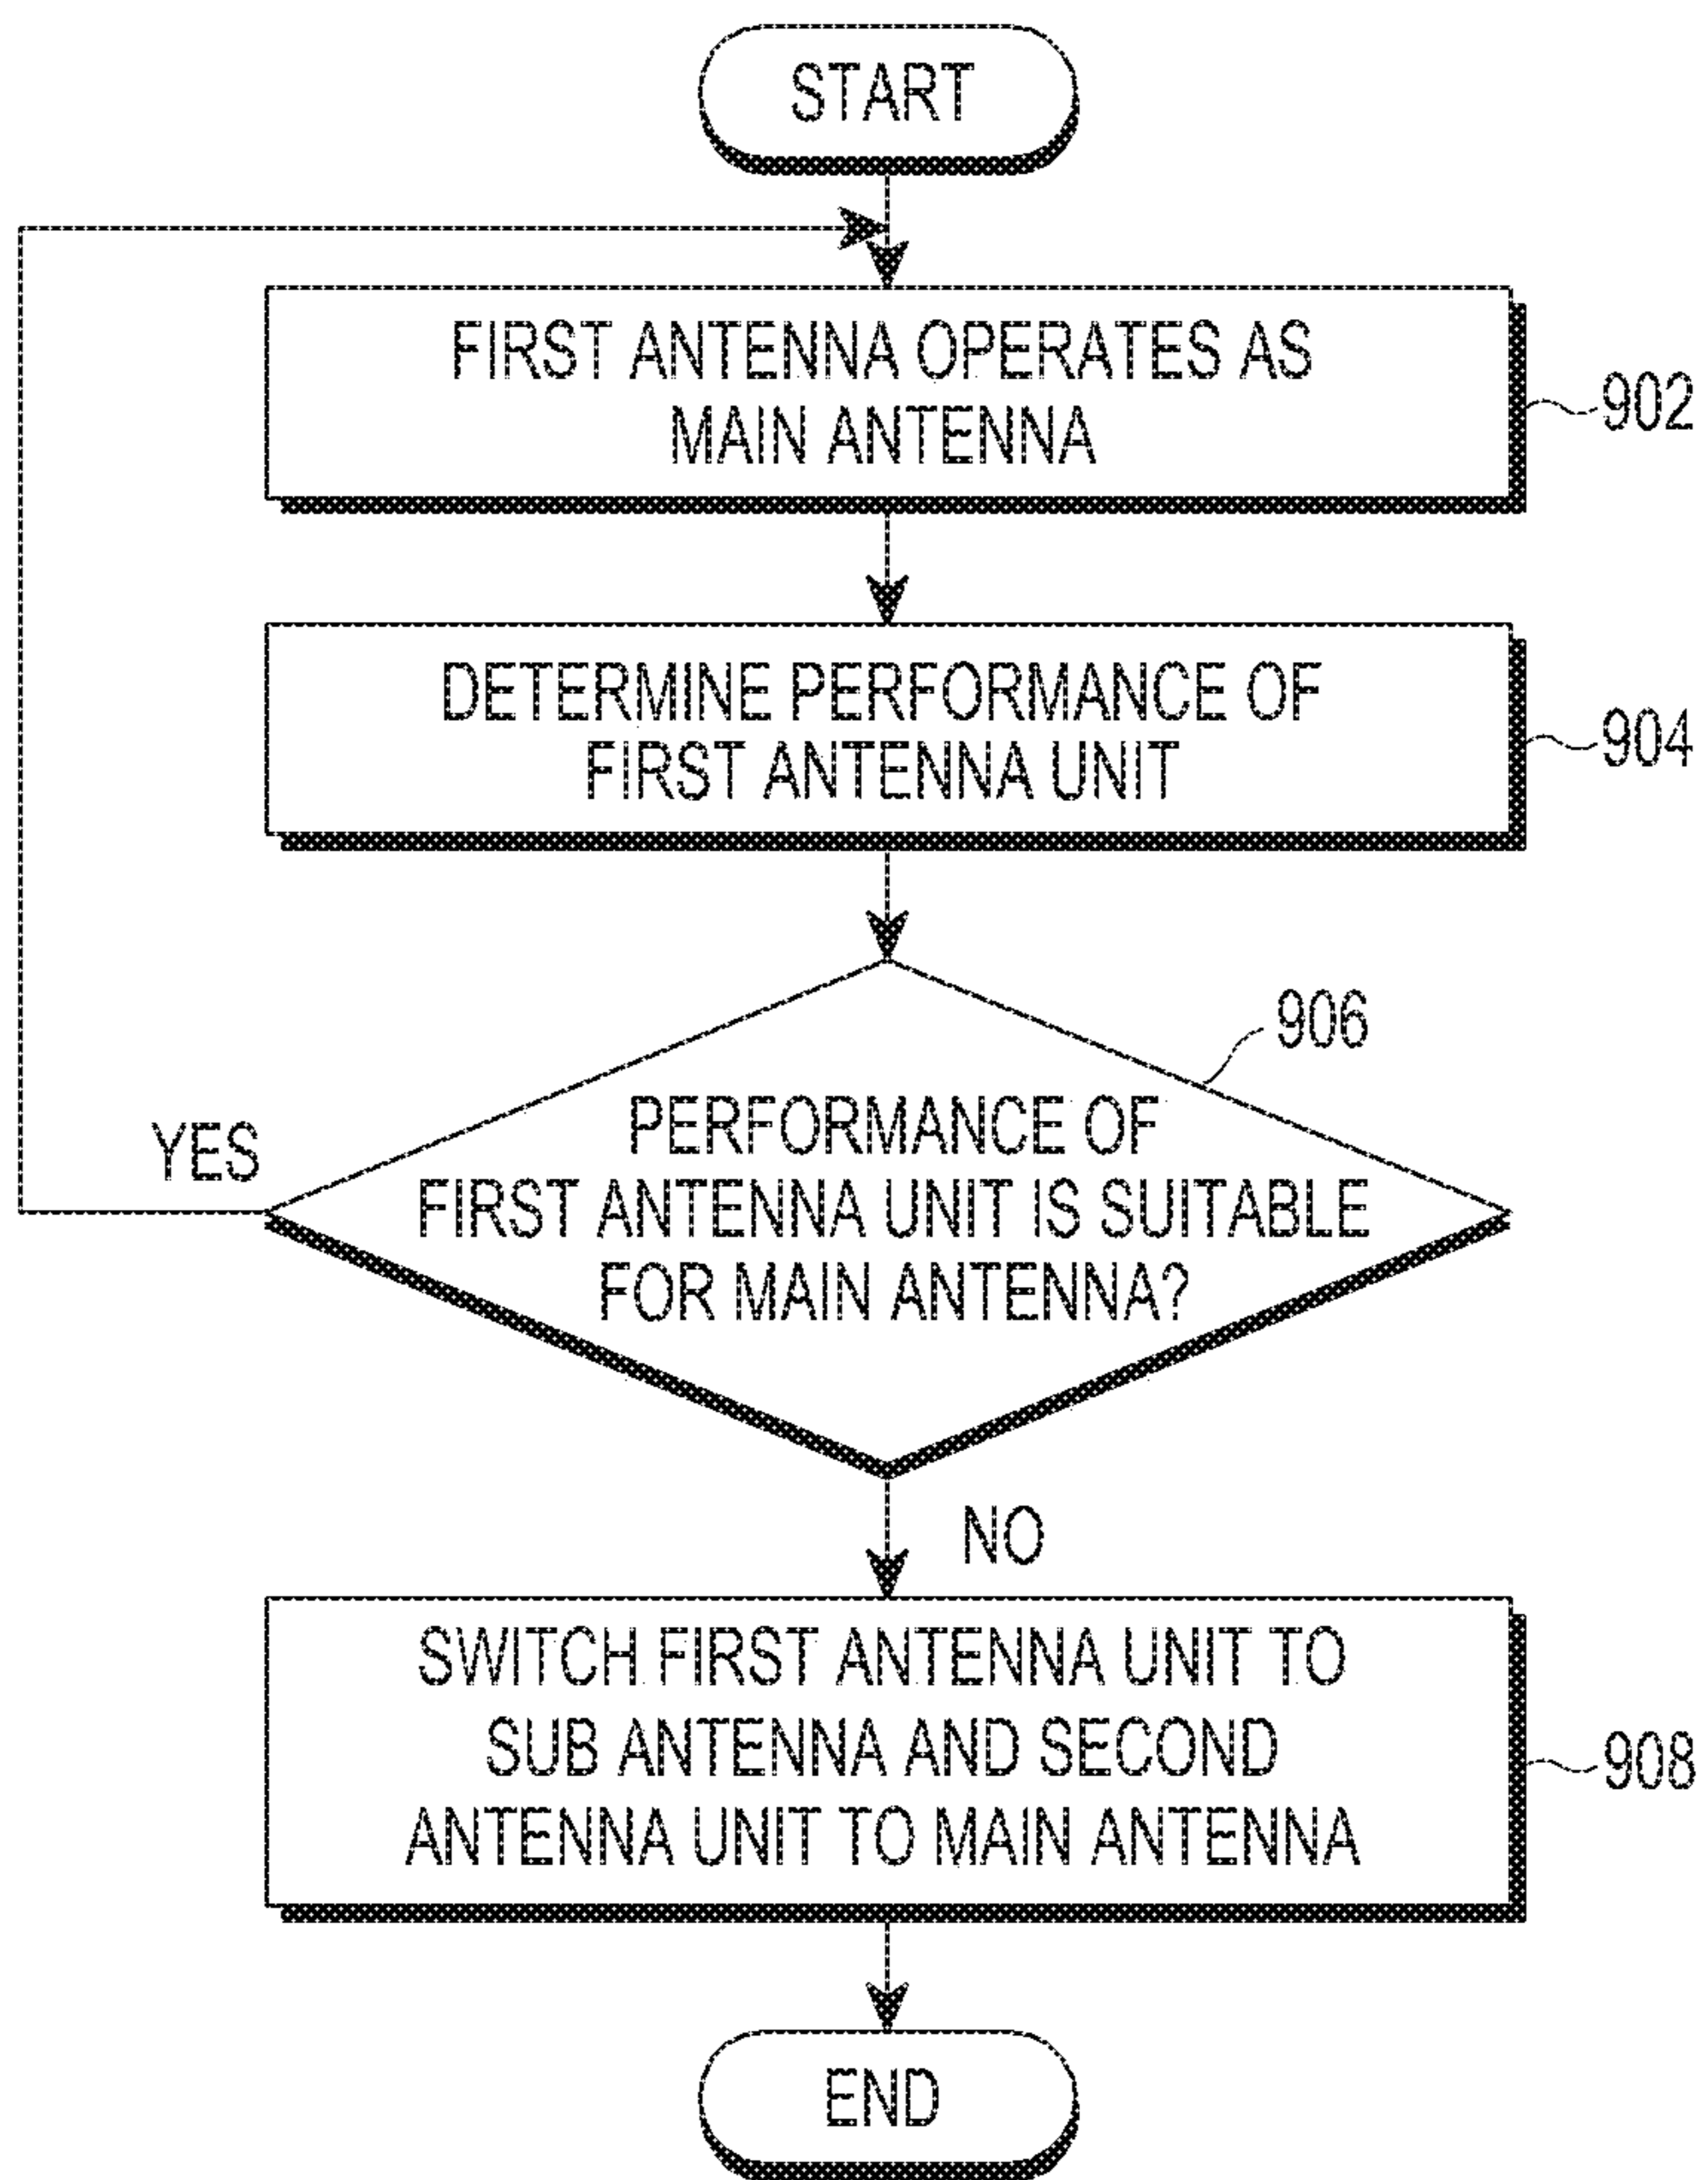 START
FIRST ANTENNA OPERATES AS
MAIN ANTENNA
902
DETERMINE PERFORMANCE OF
FIRST ANTENNA UNIT
904
906
PERFORMANCE OF
FIRST ANTENNA UNIT IS SUITABLE
FOR MAIN ANTENNA?
YES
NO
SWITCH FIRST ANTENNA UNIT TO
SUB ANTENNA AND SECOND
ANTENNA UNIT TO MAIN ANTENNA
908
END